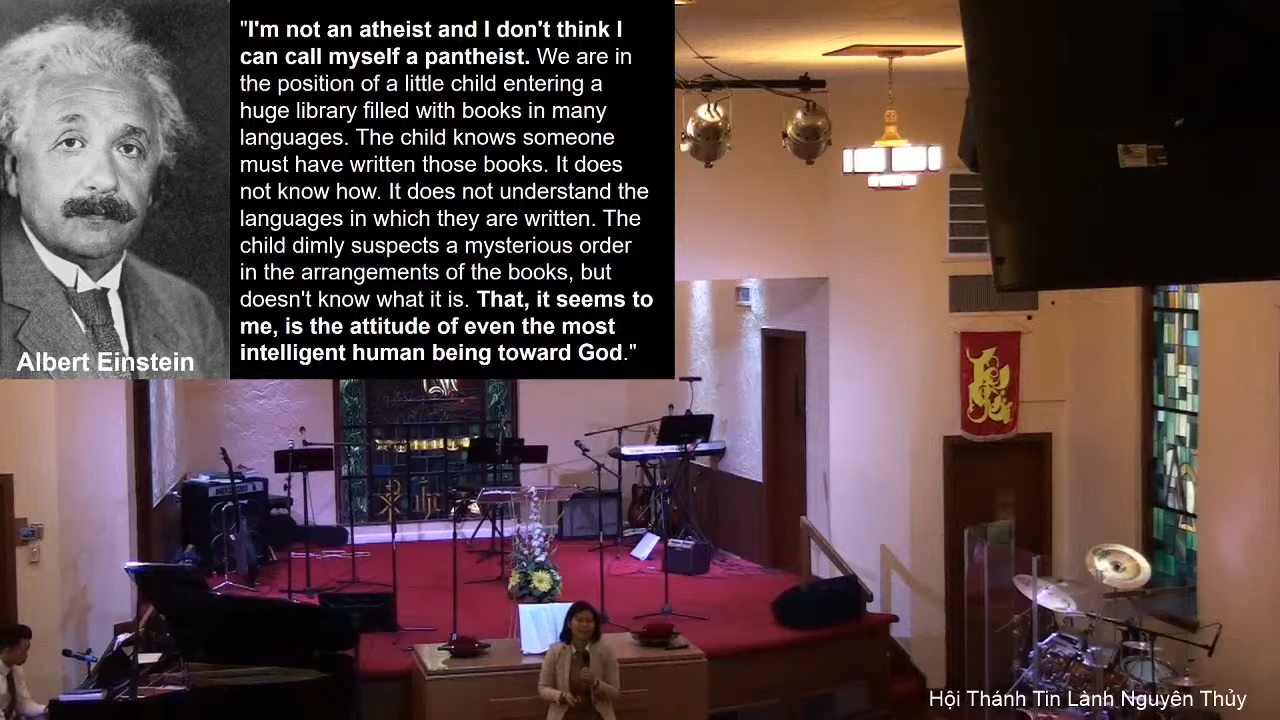 "I'm not an atheist and I don't think I
can call myself a pantheist. We are in
the position of a little child entering a
huge library filled with books in many
languages. The child knows someone
must have written those books. It does
not know how. It does not understand the
languages in which they are written. The
child dimly suspects a mysterious order
in the arrangements of the books, but
doesn't know what it is. That, it seems to
me, is the attitude of even the most
intelligent human being toward God."
Albert Einstein
Hội Thánh Tin Lành Nguyên Thủy